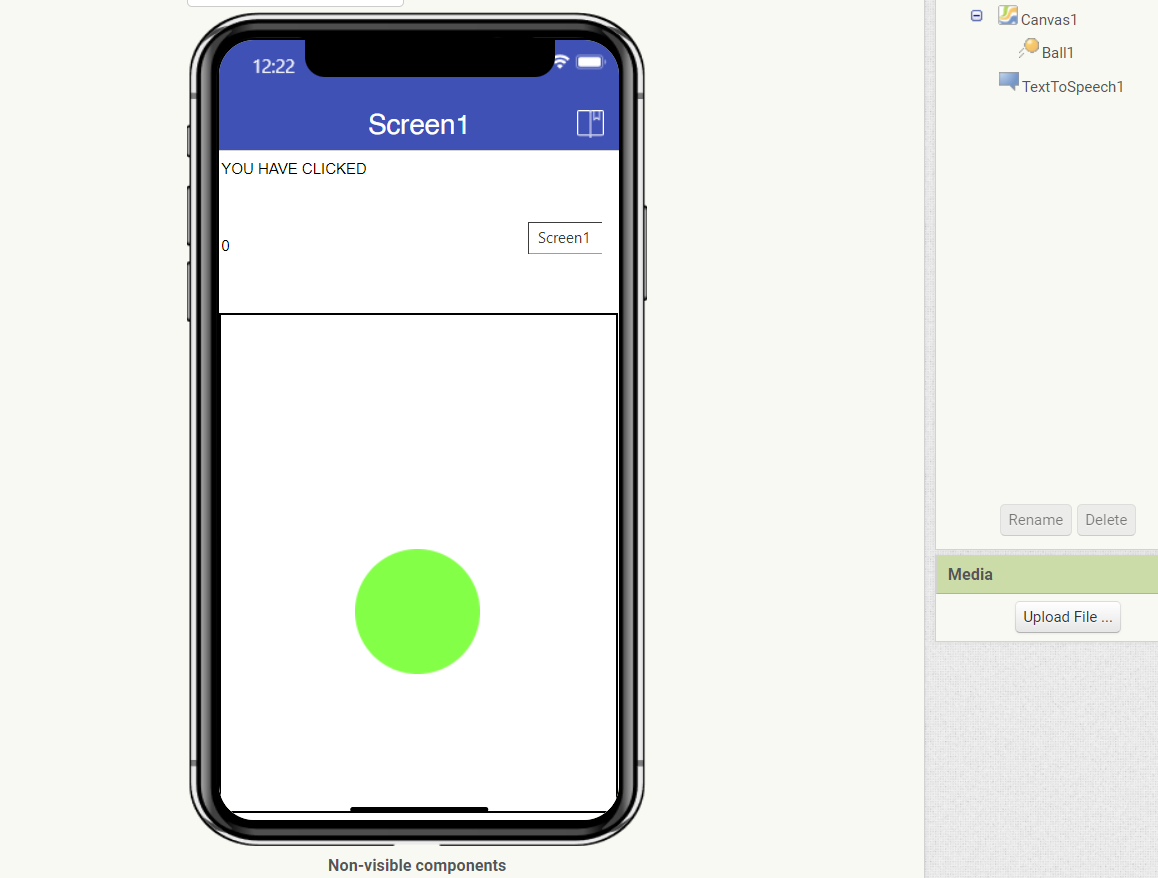 12:22
Screen1
YOU HAVE CLICKED
0
Screen1
Non-visible components
Canvas1
Ball1
TextToSpeech1
Rename
Delete
Media
Upload File ...